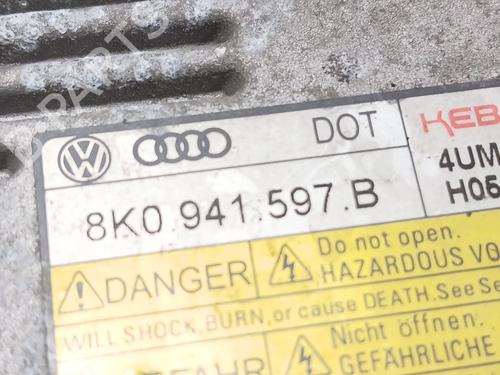 DOT
KEB
8K0 941 597 B
4UM
H05
DANGER
Do not open.
HAZARDOUS VO
WILL SHOCK, BURN, or cause DEATH. See Se
Nicht öffnen:
GEFÄHRLICHE